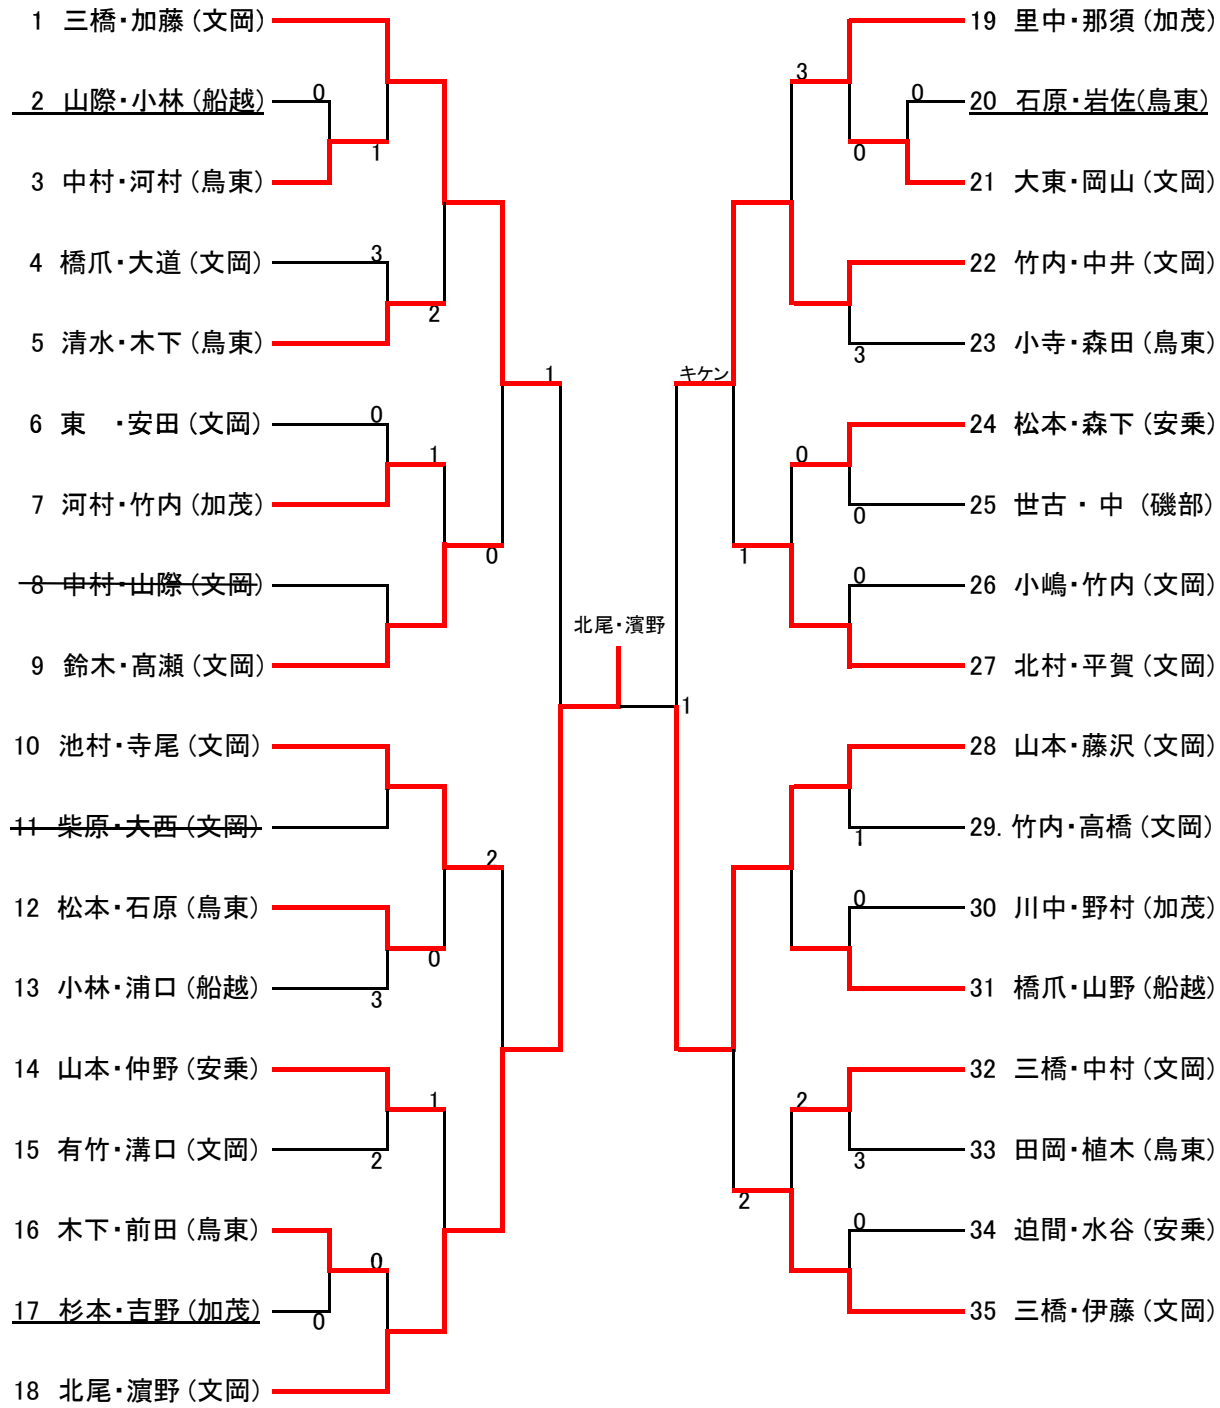 1 三橋・加藤（文岡）
2 山際・小林（船越）
3 中村・河村（鳥東）
4 橋爪・大道（文岡）
5 清水・木下（鳥東）
6 東　・安田（文岡）
7 河村・竹内（加茂）
8 中村・山際（文岡）
9 鈴木・髙瀬（文岡）
10 池村・寺尾（文岡）
11 柴原・大西（文岡）
12 松本・石原（鳥東）
13 小林・浦口（船越）
14 山本・仲野（安乗）
15 有竹・溝口（文岡）
16 木下・前田（鳥東）
17 杉本・吉野（加茂）
18 北尾・濱野（文岡）
0
1
3
2
0
1
0
1
2
0
3
1
2
0
0
北尾・濱野
キケン
1
3
0
0
3
0
0
1
0
1
0
2
3
2
0
19 里中・那須（加茂）
20 石原・岩佐(鳥東）
21 大東・岡山（文岡）
22 竹内・中井（文岡）
23 小寺・森田（鳥東）
24 松本・森下（安乗）
25 世古 ・ 中 （磯部）
26 小嶋・竹内（文岡）
27 北村・平賀（文岡）
28 山本・藤沢（文岡）
29. 竹内・高橋（文岡）
30 川中・野村（加茂）
31 橋爪・山野（船越）
32 三橋・中村（文岡）
33 田岡・植木（鳥東）
34 迫間・水谷（安乗）
35 三橋・伊藤（文岡）